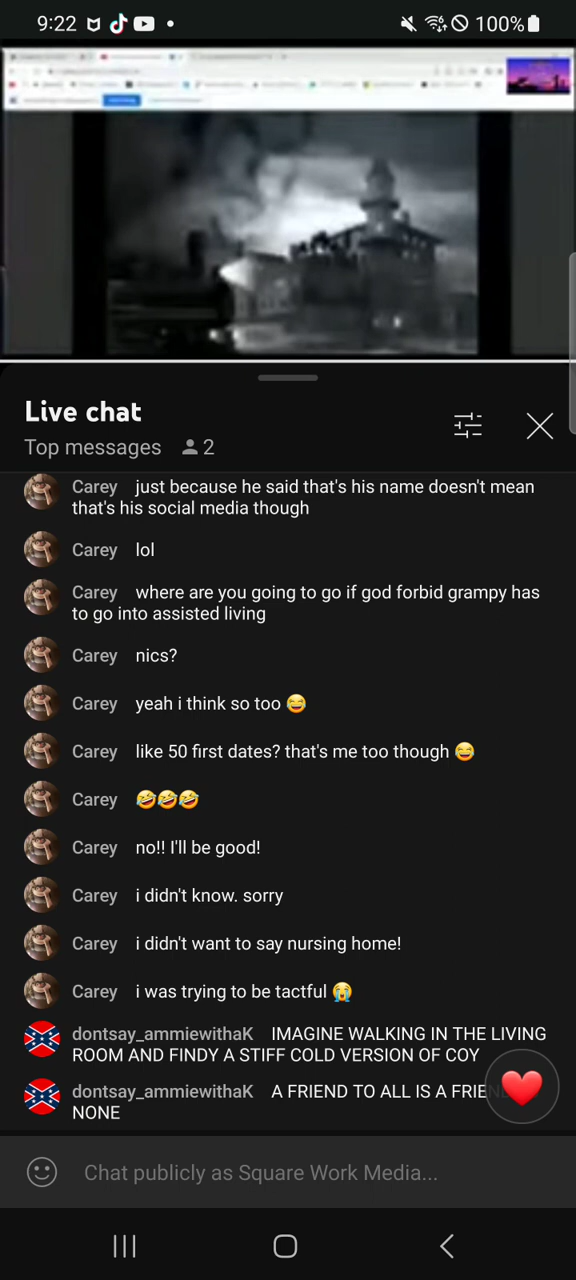 9:22
100%
Live chat
Top messages 2
Carey just because he said that's his name doesn't mean
that's his social media though
Carey lol
Carey where are you going to go if god forbid grampy has
to go into assisted living
Carey nics?
Carey yeah i think so too 😂
Carey like 50 first dates? that's me too though 😂
Carey 🤣🤣🤣
Carey no!! I'll be good!
Carey i didn't know. sorry
Carey i didn't want to say nursing home!
Carey i was trying to be tactful 😭
dontsay_ammiewithaK IMAGINE WALKING IN THE LIVING
ROOM AND FINDY A STIFF COLD VERSION OF COY
dontsay_ammiewithaK A FRIEND TO ALL IS A
NONE
Chat publicly as Square Work Media...